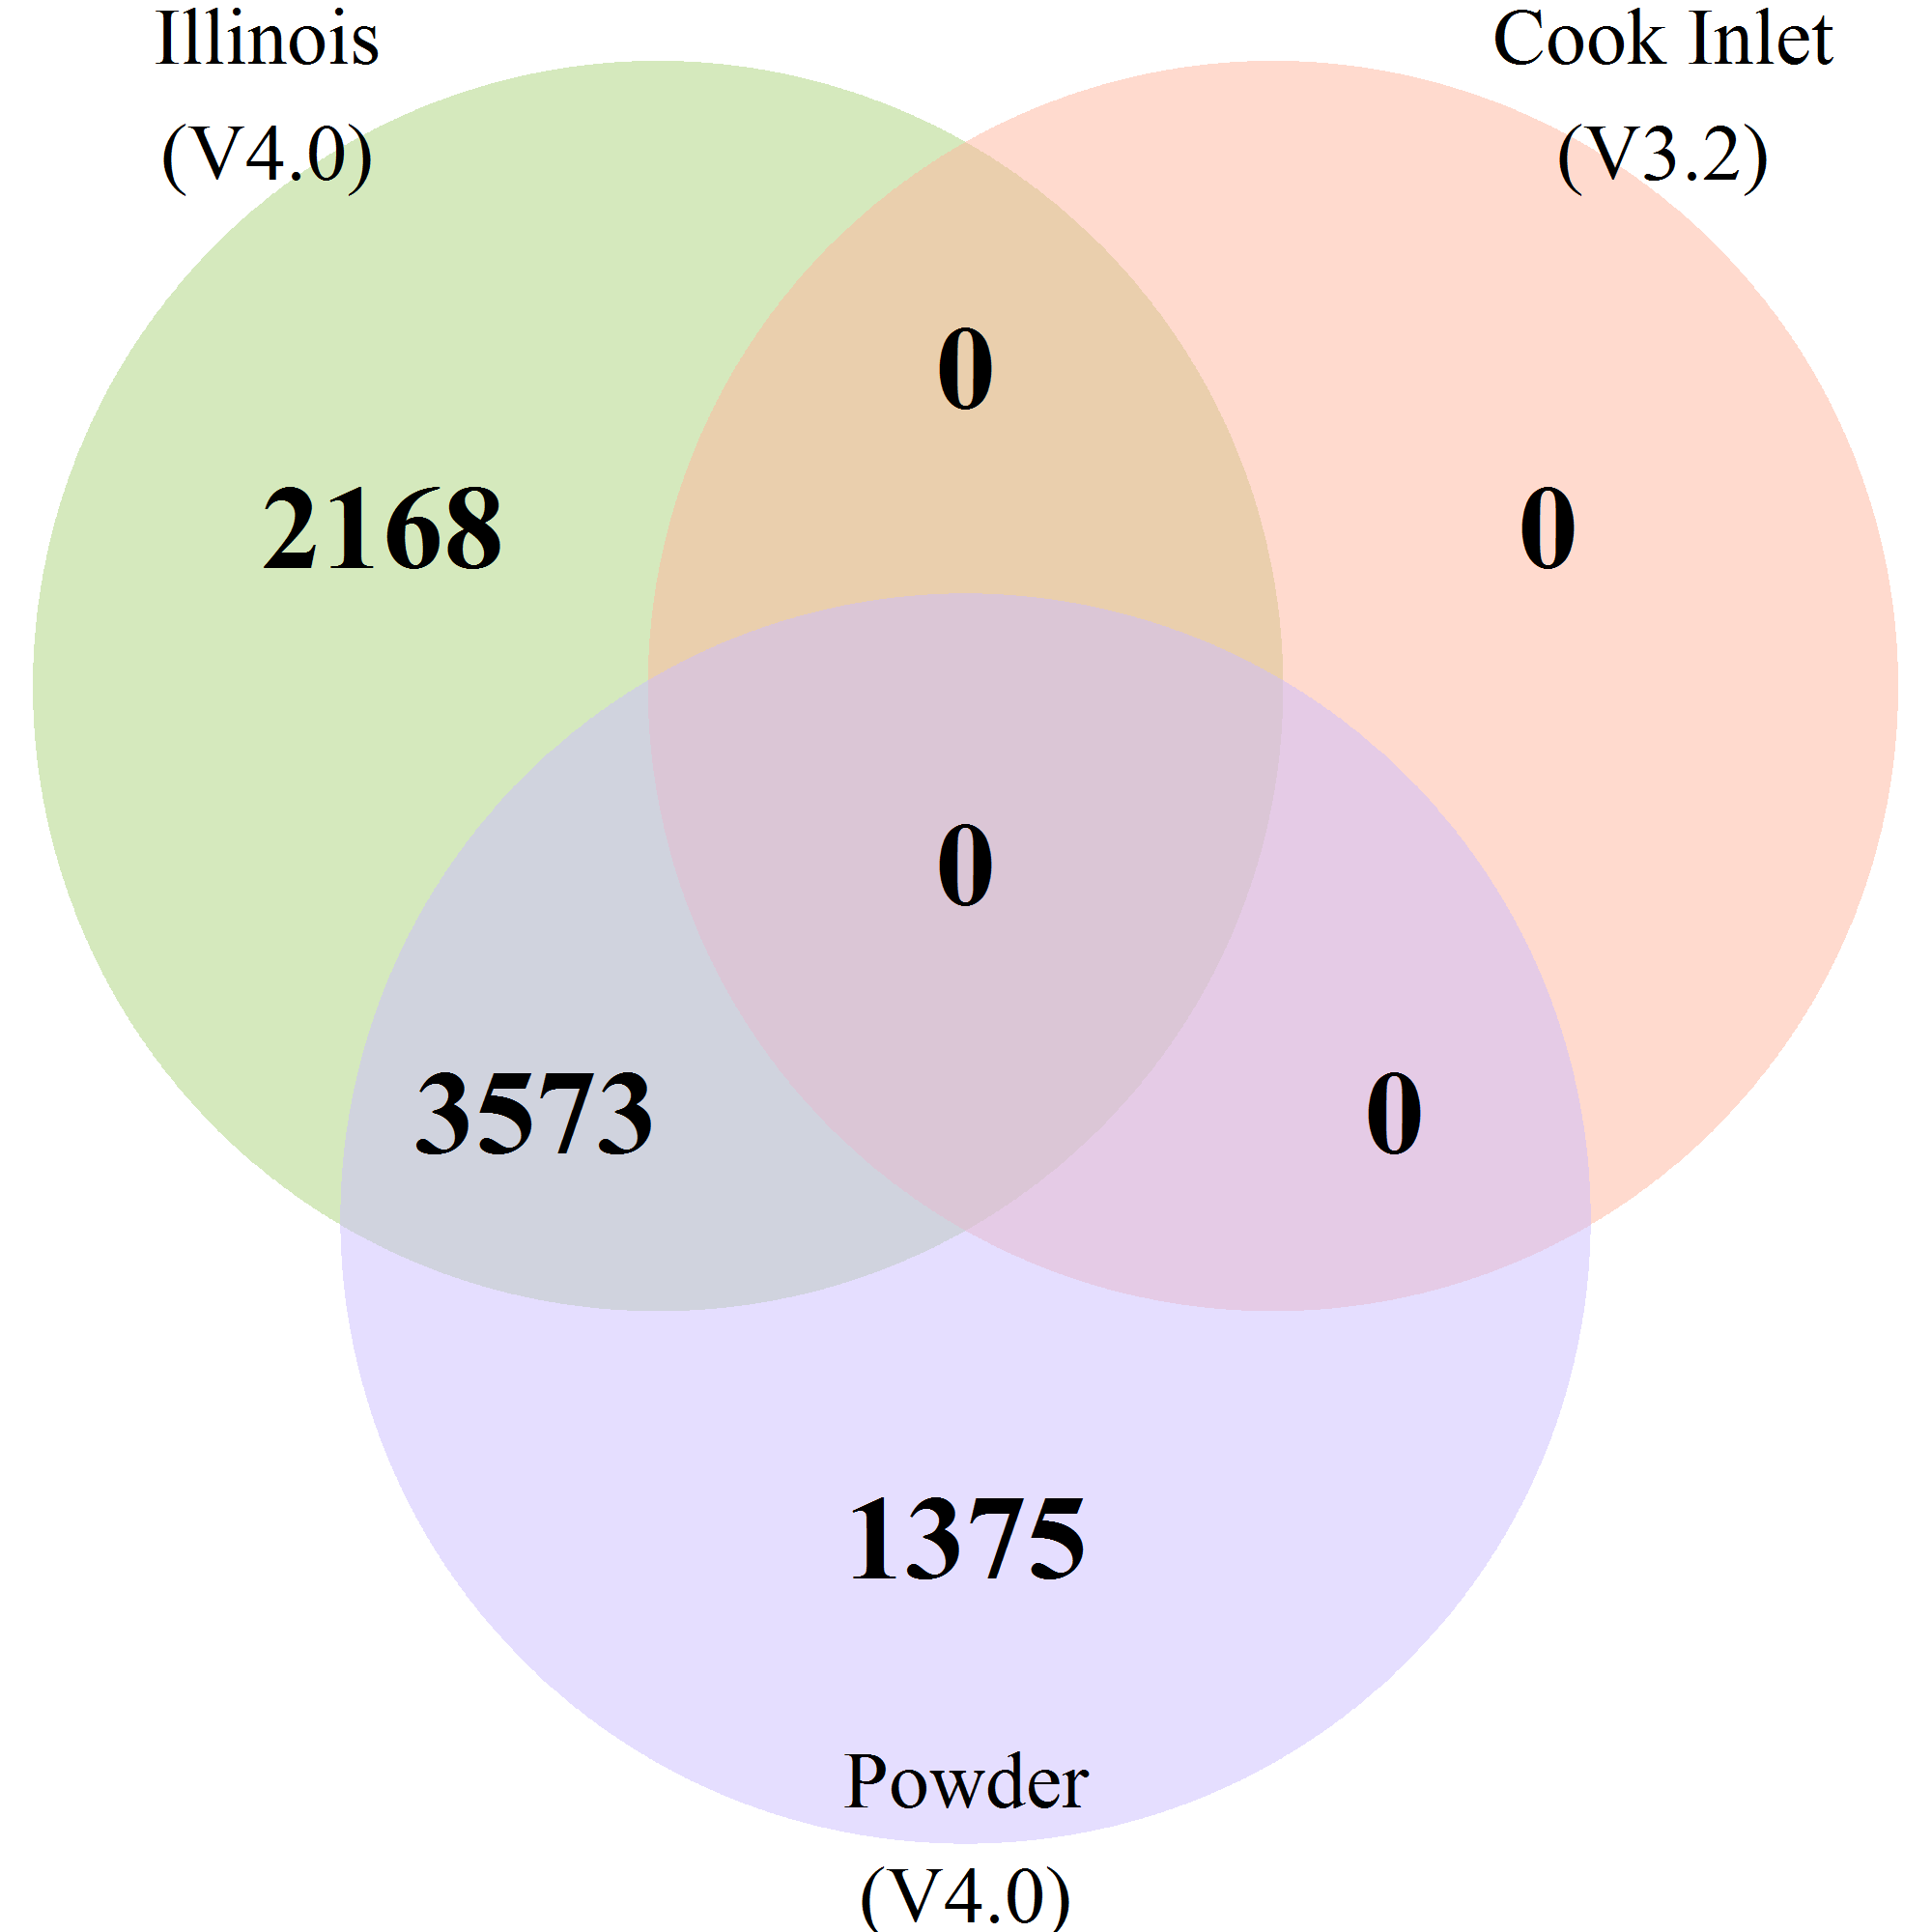 Illinois
(V4.0)
Cook Inlet
(V3.2)
0
2168
0
0
3573
0
1375
Powder
(V4.0)